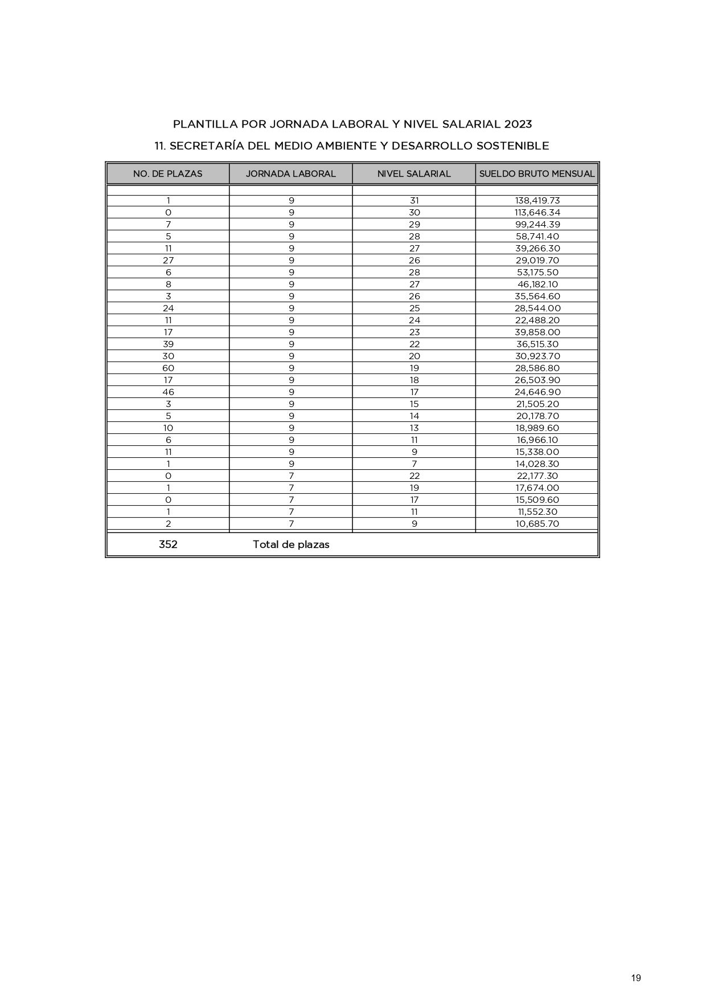 PLANTILLA POR JORNADA LABORAL Y NIVEL SALARIAL 2023
11. SECRETARÍA DEL MEDIO AMBIENTE Y DESARROLLO SOSTENIBLE
NO. DE PLAZAS JORNADA LABORAL NIVEL SALARIAL SUELDO BRUTO MENSUAL
1 9 31 138,419.73
0 9 30 113,646.34
7 9 29 99,244.39
5 9 28 58,741.40
11 9 27 39,266.30
27 9 26 29,019.70
6 9 28 53,175.50
8 9 27 46,182.10
3 9 26 35,564.60
24 9 25 28,544.00
11 9 24 22,488.20
17 9 23 39,858.00
39 9 22 36,515.30
30 9 20 30,923.70
60 9 19 28,586.80
17 9 18 26,503.90
46 9 17 24,646.90
3 9 15 21,505.20
5 9 14 20,178.70
10 9 13 18,989.60
6 9 11 16,966.10
11 9 9 15,338.00
1 9 7 14,028.30
0 7 22 22,177.30
1 7 19 17,674.00
0 7 17 15,509.60
1 7 11 11,552.30
2 7 9 10,685.70
352 Total de plazas
19